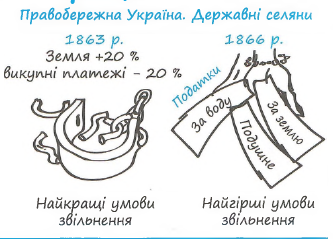 Правобережна Україна. Державні селяни
1863 р.
Земля +20 %
викупні платежі – 20 %
Найкращі умови
звільнення
1866 р.
Податки
За воду
Подушне
За землю
Найгірші умови
звільнення